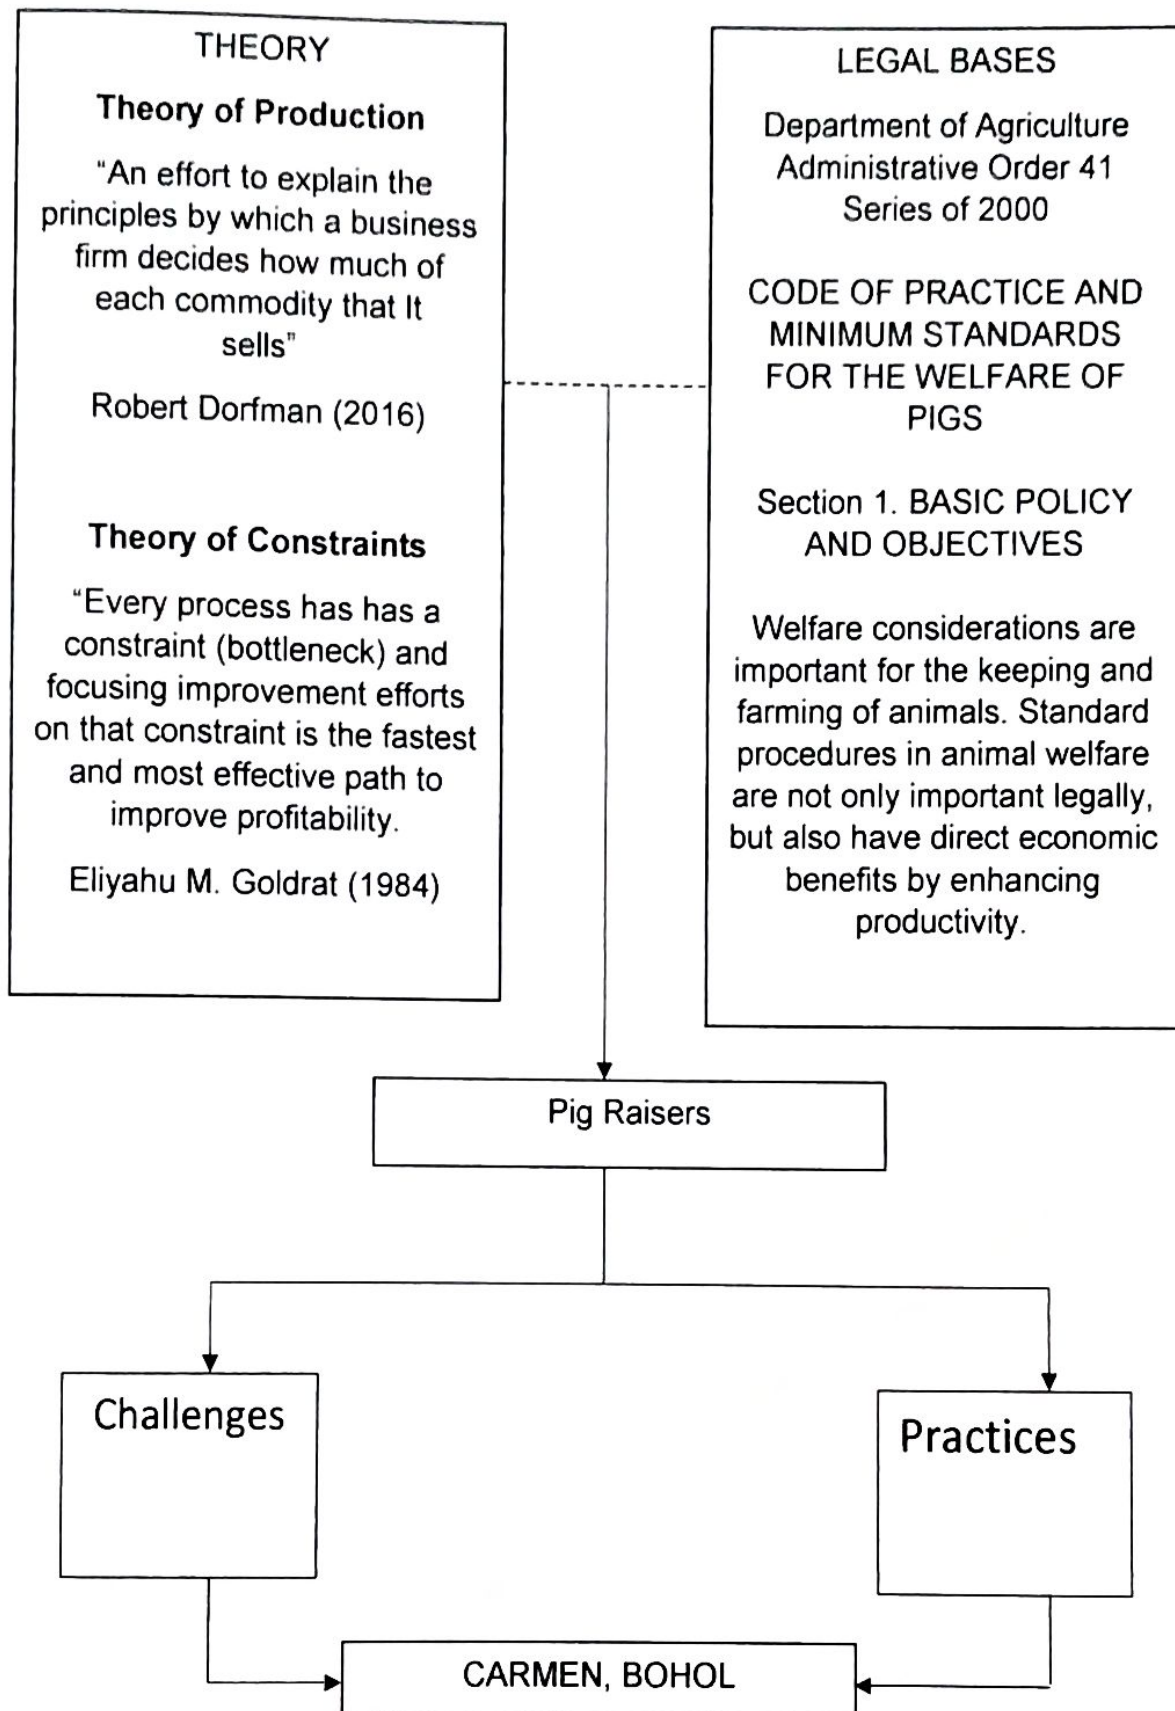 THEORY
Theory of Production
"An effort to explain the
principles by which a business
firm decides how much of
each commodity that It
sells"
Robert Dorfman (2016)
Theory of Constraints
"Every process has has a
constraint (bottleneck) and
focusing improvement efforts
on that constraint is the fastest
and most effective path to
improve profitability.
Eliyahu M. Goldrat (1984)
LEGAL BASES
Department of Agriculture
Administrative Order 41
Series of 2000
CODE OF PRACTICE AND
MINIMUM STANDARDS
FOR THE WELFARE OF
PIGS
Section 1. BASIC POLICY
AND OBJECTIVES
Welfare considerations are
important for the keeping and
farming of animals. Standard
procedures in animal welfare
are not only important legally,
but also have direct economic
benefits by enhancing
productivity.
Pig Raisers
Challenges
Practices
CARMEN, BOHOL